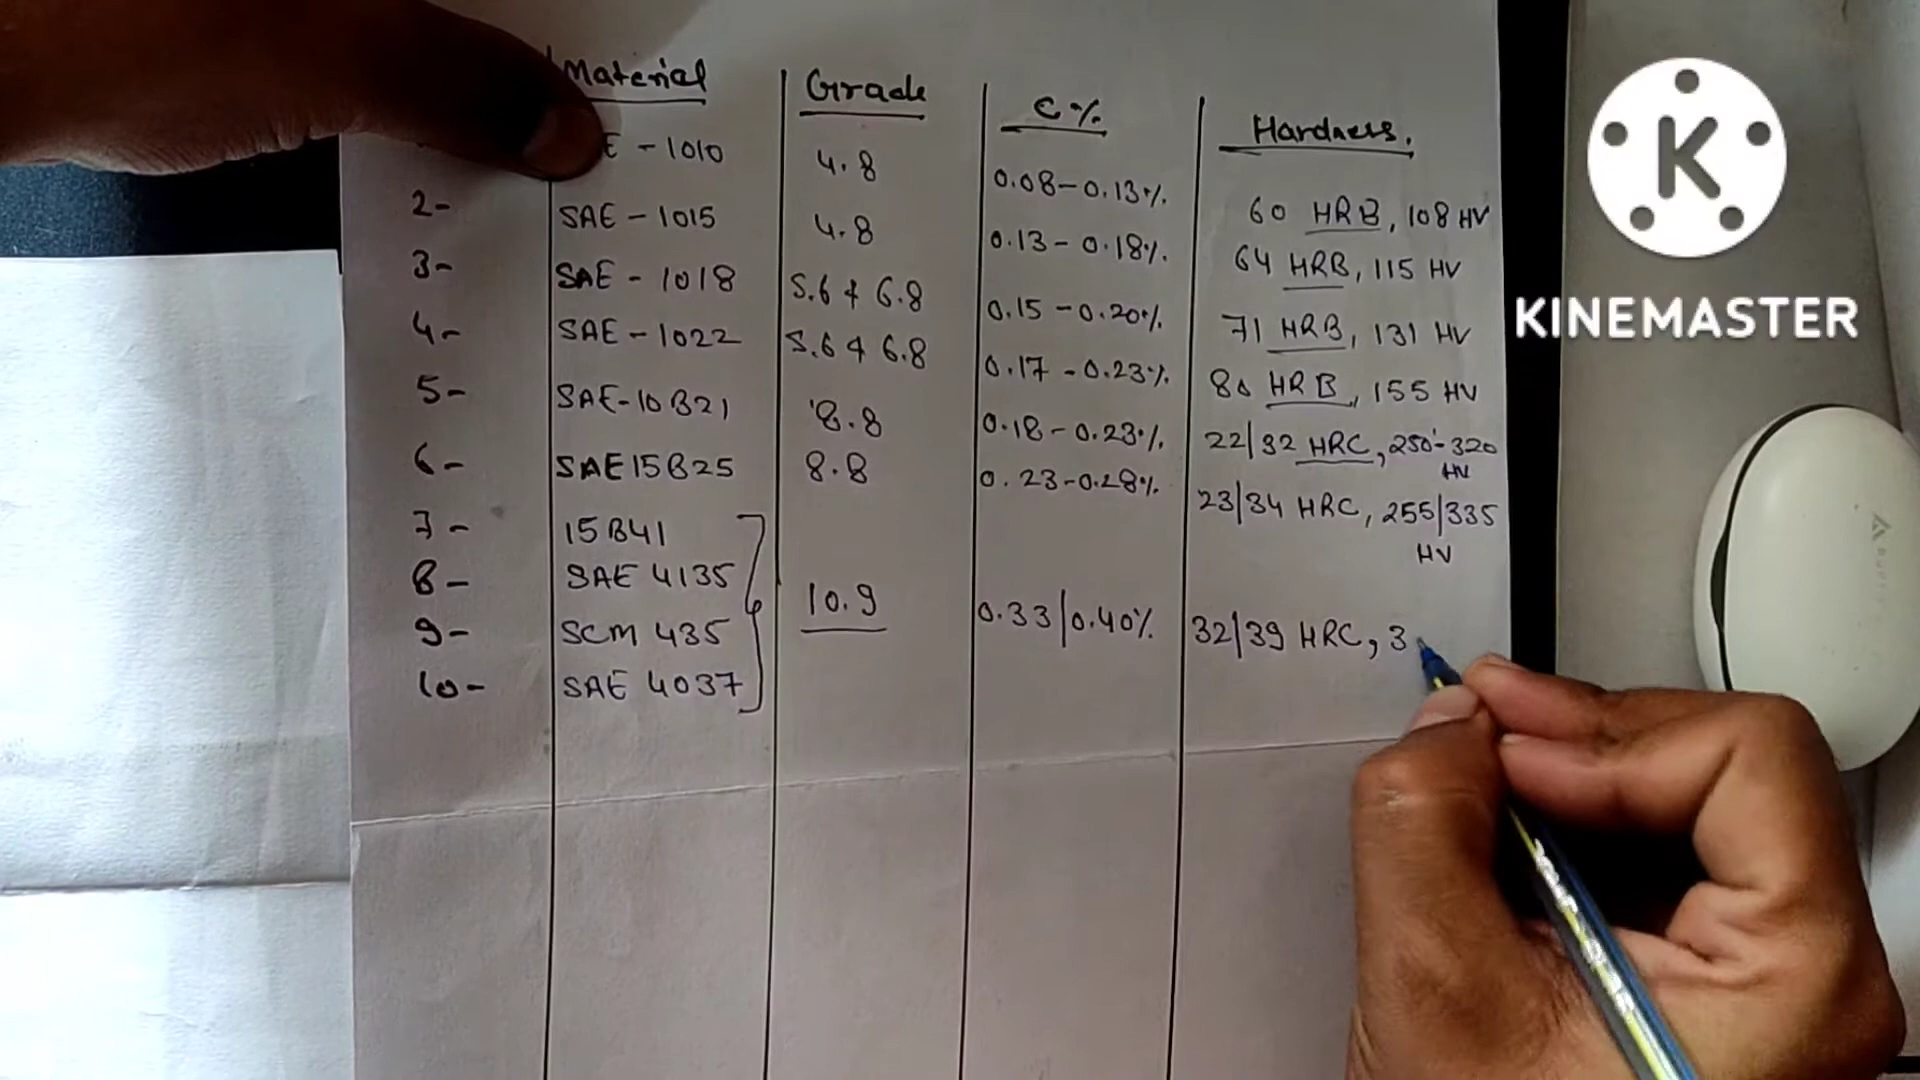 Material Grade C% Hardness.
E - 1010 4.8 0.08-0.13% 60 HRB, 108 HV
2- SAE - 1015 4.8 0.13 - 0.18% 64 HRB, 115 HV
3- SAE - 1018 5.6 & 6.8 0.15 - 0.20% 71 HRB, 131 HV
4- SAE - 1022 5.6 & 6.8 0.17 - 0.23% 80 HRB, 155 HV
5- SAE-10B21 8.8 0.18-0.23% 22/32 HRC, 250-320 HV
6- SAE15B25 8.8 0.23-0.28% 23/34 HRC, 255/335 HV
7- 15B41
8- SAE 4135
10.9 0.33/0.40% 32/39 HRC, 3
9- SCM 435
10- SAE 4037
K
KINEMASTER